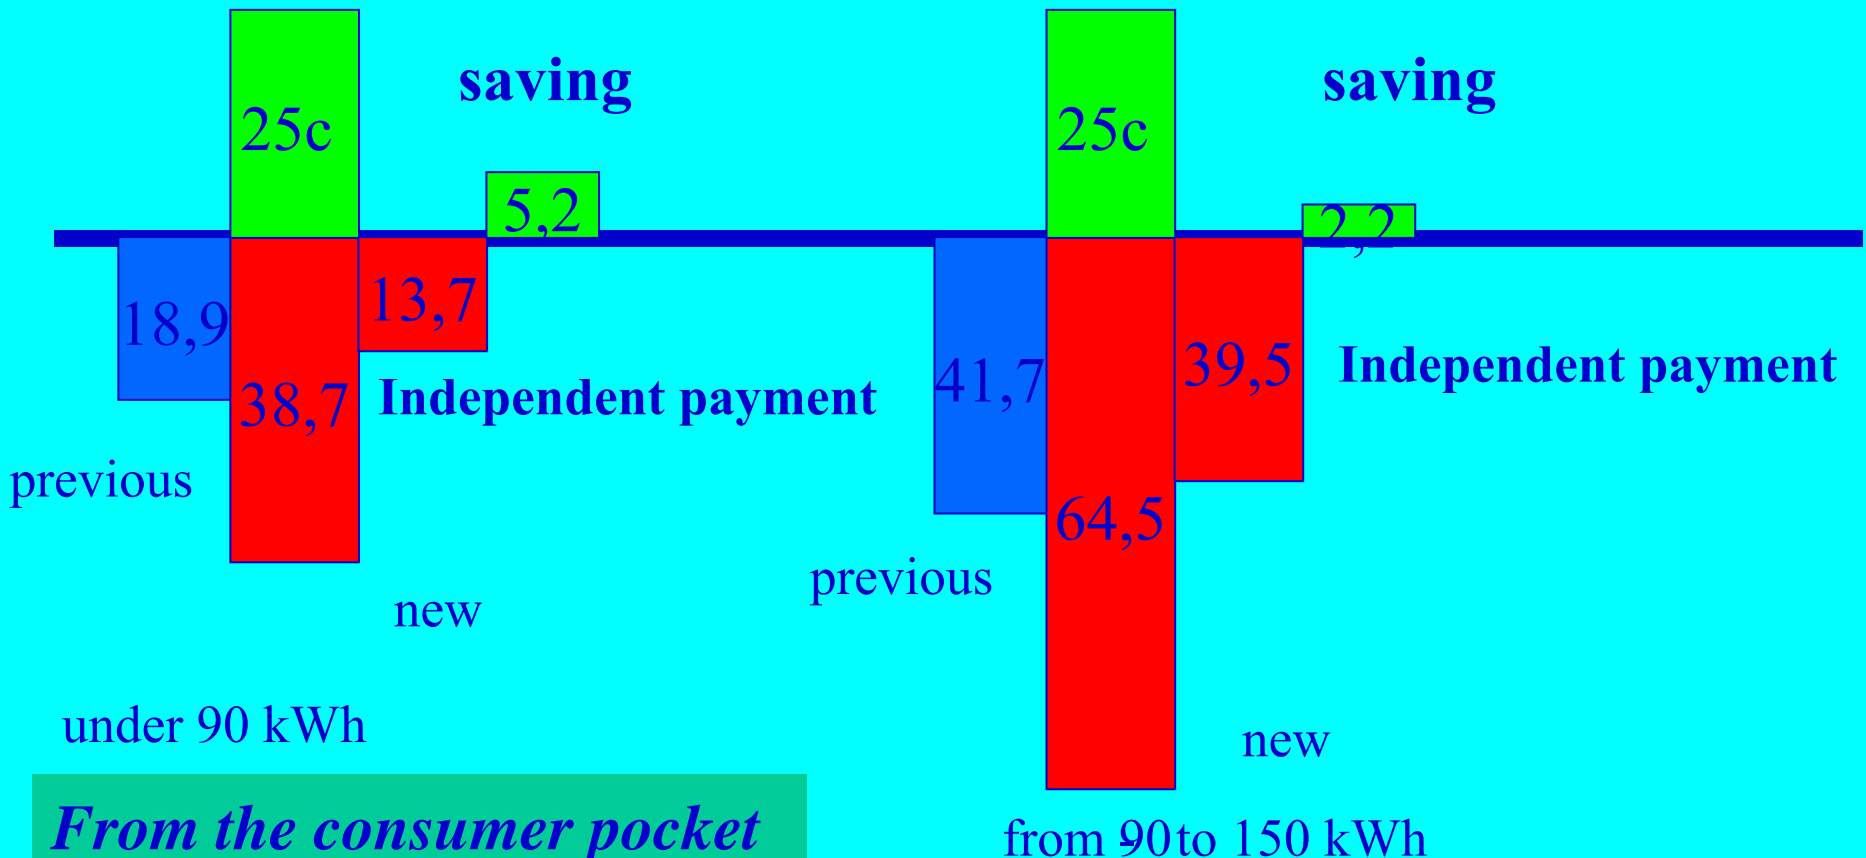 saving
25c
5,2
18,9
38,7
13,7
Independent payment
previous
new
under 90 kWh
From the consumer pocket
saving
25c
2,2
41,7
64,5
39,5
Independent payment
previous
new
from 90 to 150 kWh